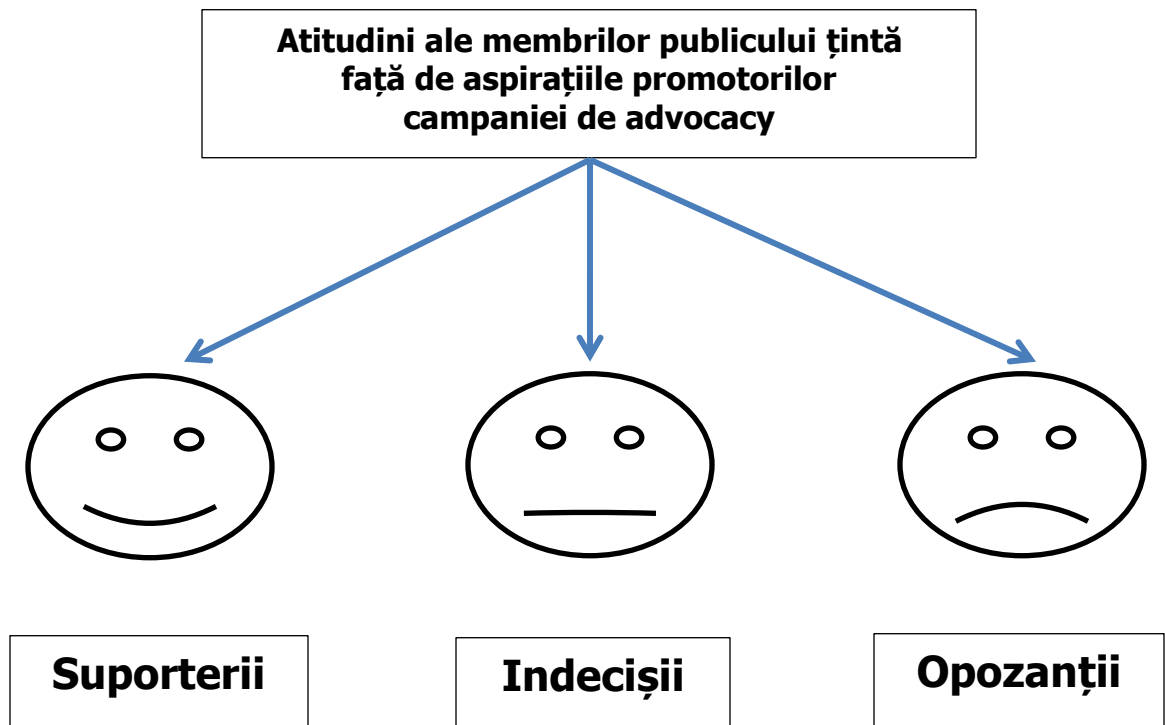 Atitudini ale membrilor publicului țintă
față de aspirațiile promotorilor
campaniei de advocacy
Suporterii
Indecișii
Opozanții